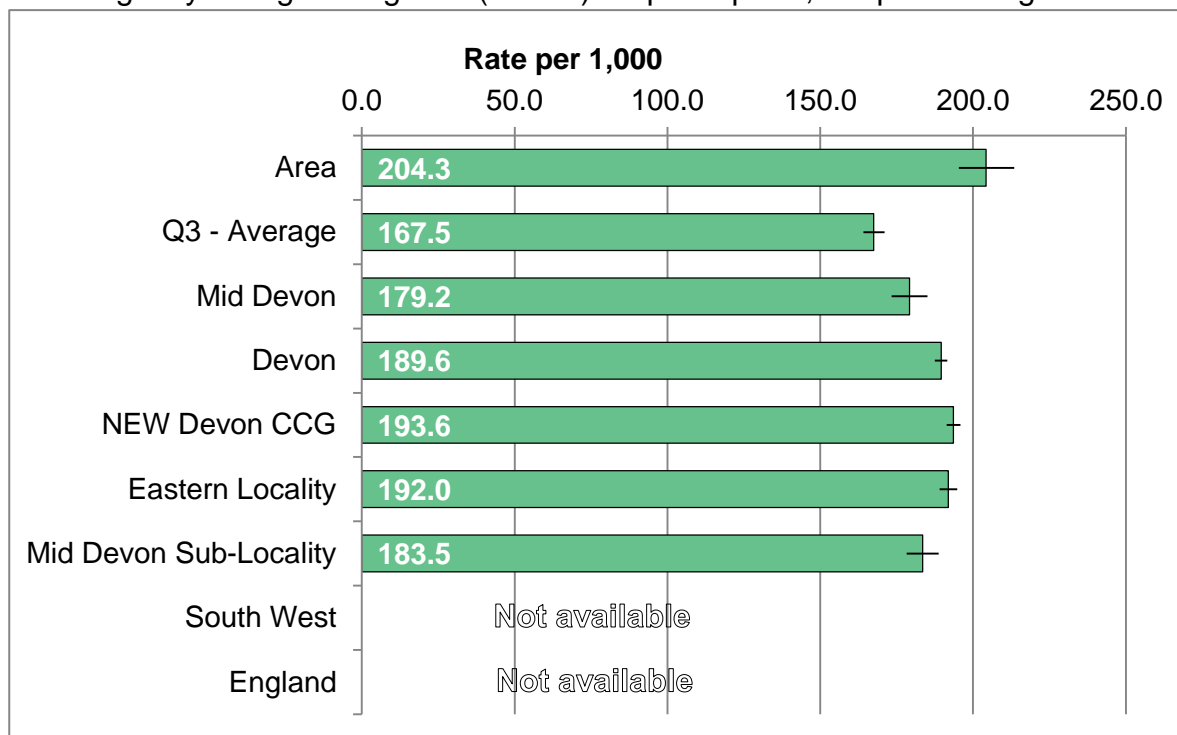 Rate per 1,000
0.0 50.0 100.0 150.0 200.0 250.0
Area 204.3
Q3 - Average 167.5
Mid Devon 179.2
Devon 189.6
NEW Devon CCG 193.6
Eastern Locality 192.0
Mid Devon Sub-Locality 183.5
South West Not available
England Not available